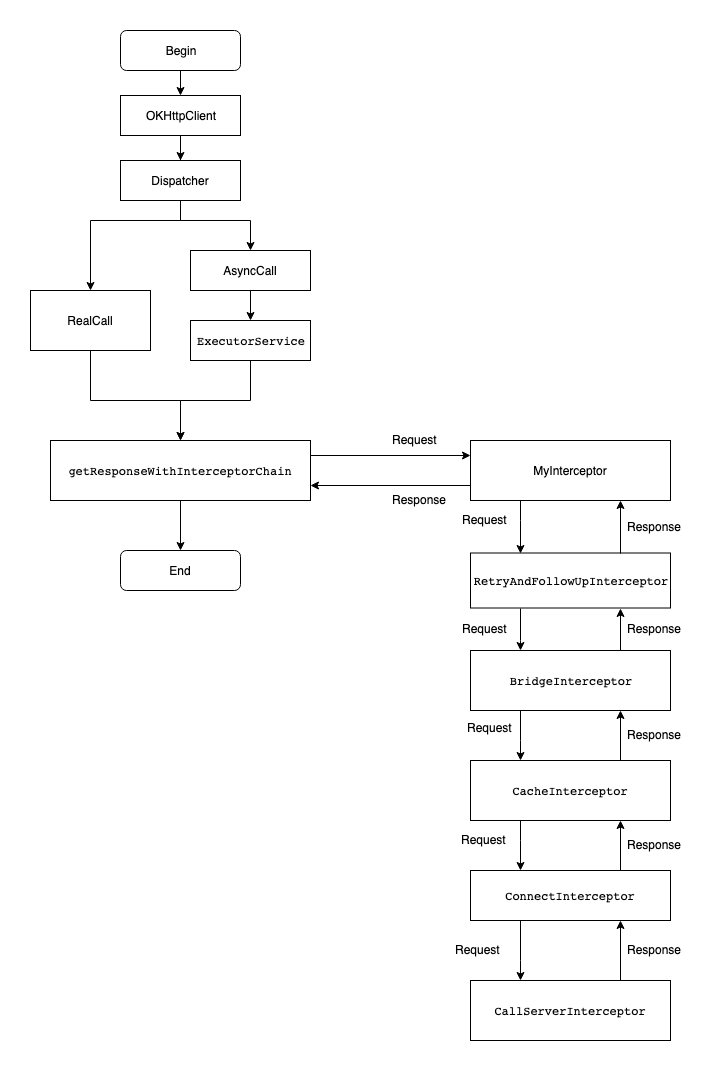 Begin
OKHttpClient
Dispatcher
AsyncCall
RealCall
ExecutorService
Request
getResponseWithInterceptorChain
MyInterceptor
Response
Request
Response
End
RetryAndFollowUpInterceptor
Request
Response
BridgeInterceptor
Request
Response
CacheInterceptor
Request
Response
ConnectInterceptor
Request
Response
CallServerInterceptor